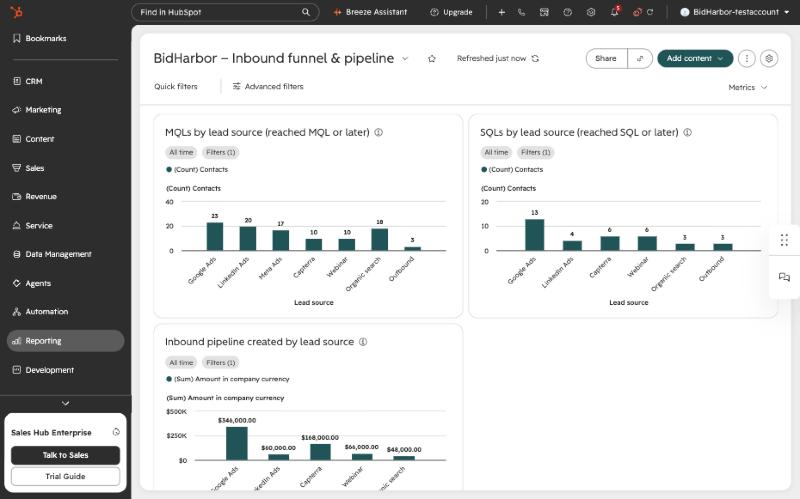 Find in HubSpot
Breeze Assistant
Upgrade
5
BidHarbor-testaccount
Bookmarks
CRM
Marketing
Content
Sales
Revenue
Service
Data Management
Agents
Automation
Reporting
Development
Sales Hub Enterprise
Talk to Sales
Trial Guide
BidHarbor – Inbound funnel & pipeline
Refreshed just now
Share
Add content
Quick filters
Advanced filters
Metrics
MQLs by lead source (reached MQL or later)
All time
Filters (1)
(Count) Contacts
(Count) Contacts
40
20
0
23
20
17
10
10
18
3
Google Ads
LinkedIn Ads
Meta Ads
Capterra
Webinar
Organic search
Outbound
Lead source
SQLs by lead source (reached SQL or later)
All time
Filters (1)
(Count) Contacts
(Count) Contacts
20
10
0
13
4
6
6
3
3
Google Ads
LinkedIn Ads
Capterra
Webinar
Organic search
Outbound
Lead source
Inbound pipeline created by lead source
All time
Filters (1)
(Sum) Amount in company currency
(Sum) Amount in company currency
$500K
$250K
$0
$346,000.00
$60,000.00
$168,000.00
$66,000.00
$48,000.00
Capterra
Webinar